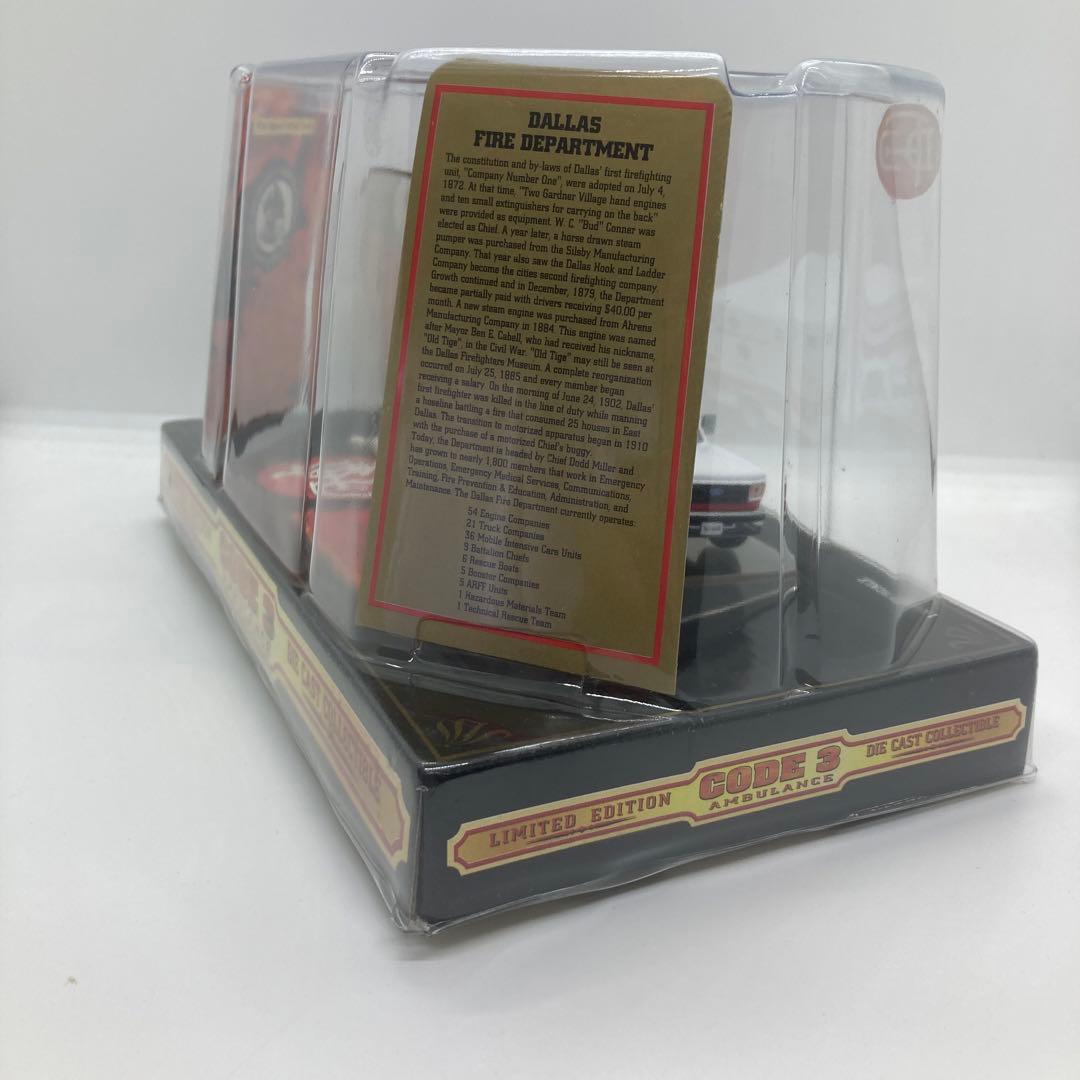 DALLAS
FIRE DEPARTMENT
The constitution and by-laws of Dallas' first firefighting
unit, "Company Number One", were adopted on July 4,
1872. At that time, "Two Gardner Village hand engines
and ten small extinguishers for carrying on the back"
were provided as equipment. W. C. "Bud" Conner was
elected as Chief. A year later, a horse drawn steam
pumper was purchased from the Silsby Manufacturing
Company. That year also saw the Dallas Hook and Ladder
Company become the cities second firefighting company.
Growth continued and in December, 1879, the Department
became partially paid with drivers receiving $40.00 per
month. A new steam engine was purchased from Ahrens
Manufacturing Company in 1884. This engine was named
after Mayor Ben E. Cabell, who had received his nickname,
"Old Tige", in the Civil War. "Old Tige" may still be seen at
the Dallas Firefighters Museum. A complete reorganization
occurred on July 25, 1885 and every member began
receiving a salary. On the morning of June 24, 1902, Dallas'
first firefighter was killed in the line of duty while manning
a hoseline battling a fire that consumed 25 houses in East
Dallas. The transition to motorized apparatus began in 1910
with the purchase of a motorized Chief's buggy.
Today, the Department is headed by Chief Dodd Miller and
has grown to nearly 1,800 members that work in Emergency
Operations, Emergency Medical Services, Communications,
Training, Fire Prevention & Education, Administration, and
Maintenance. The Dallas Fire Department currently operates:
54 Engine Companies
21 Truck Companies
36 Mobile Intensive Care Units
9 Battalion Chiefs
6 Rescue Boats
5 Booster Companies
5 ARFF Units
1 Hazardous Materials Team
1 Technical Rescue Team
DIE CAST COLLECTIBLE
LIMITED EDITION CODE 3 DIE CAST COLLECTIBLE
AMBULANCE